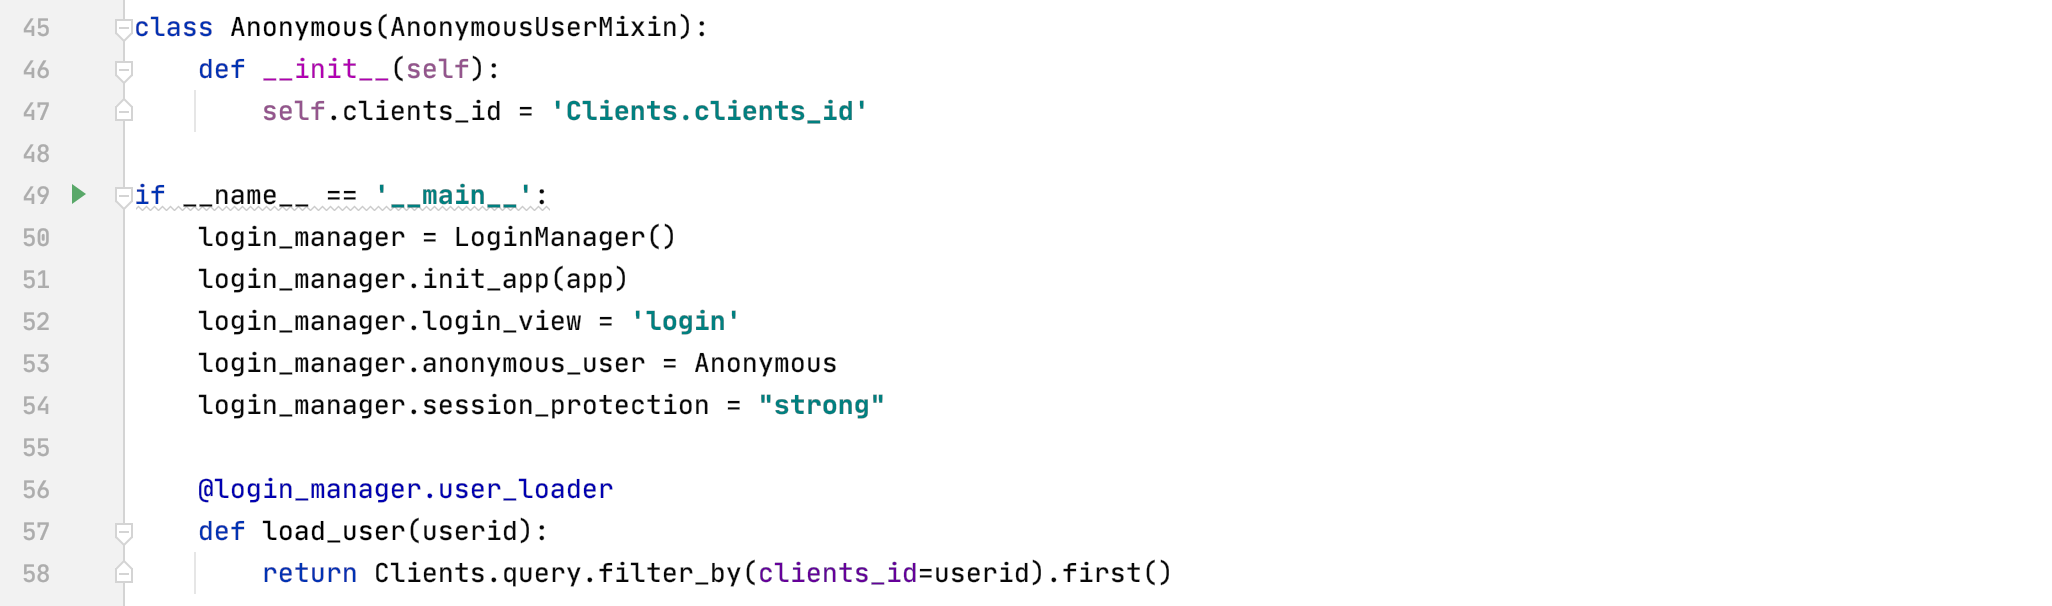 45 class Anonymous(AnonymousUserMixin):
46     def __init__(self):
47         self.clients_id = 'Clients.clients_id'
48
49 if __name__ == '__main__':
50     login_manager = LoginManager()
51     login_manager.init_app(app)
52     login_manager.login_view = 'login'
53     login_manager.anonymous_user = Anonymous
54     login_manager.session_protection = "strong"
55
56     @login_manager.user_loader
57     def load_user(userid):
58         return Clients.query.filter_by(clients_id=userid).first()